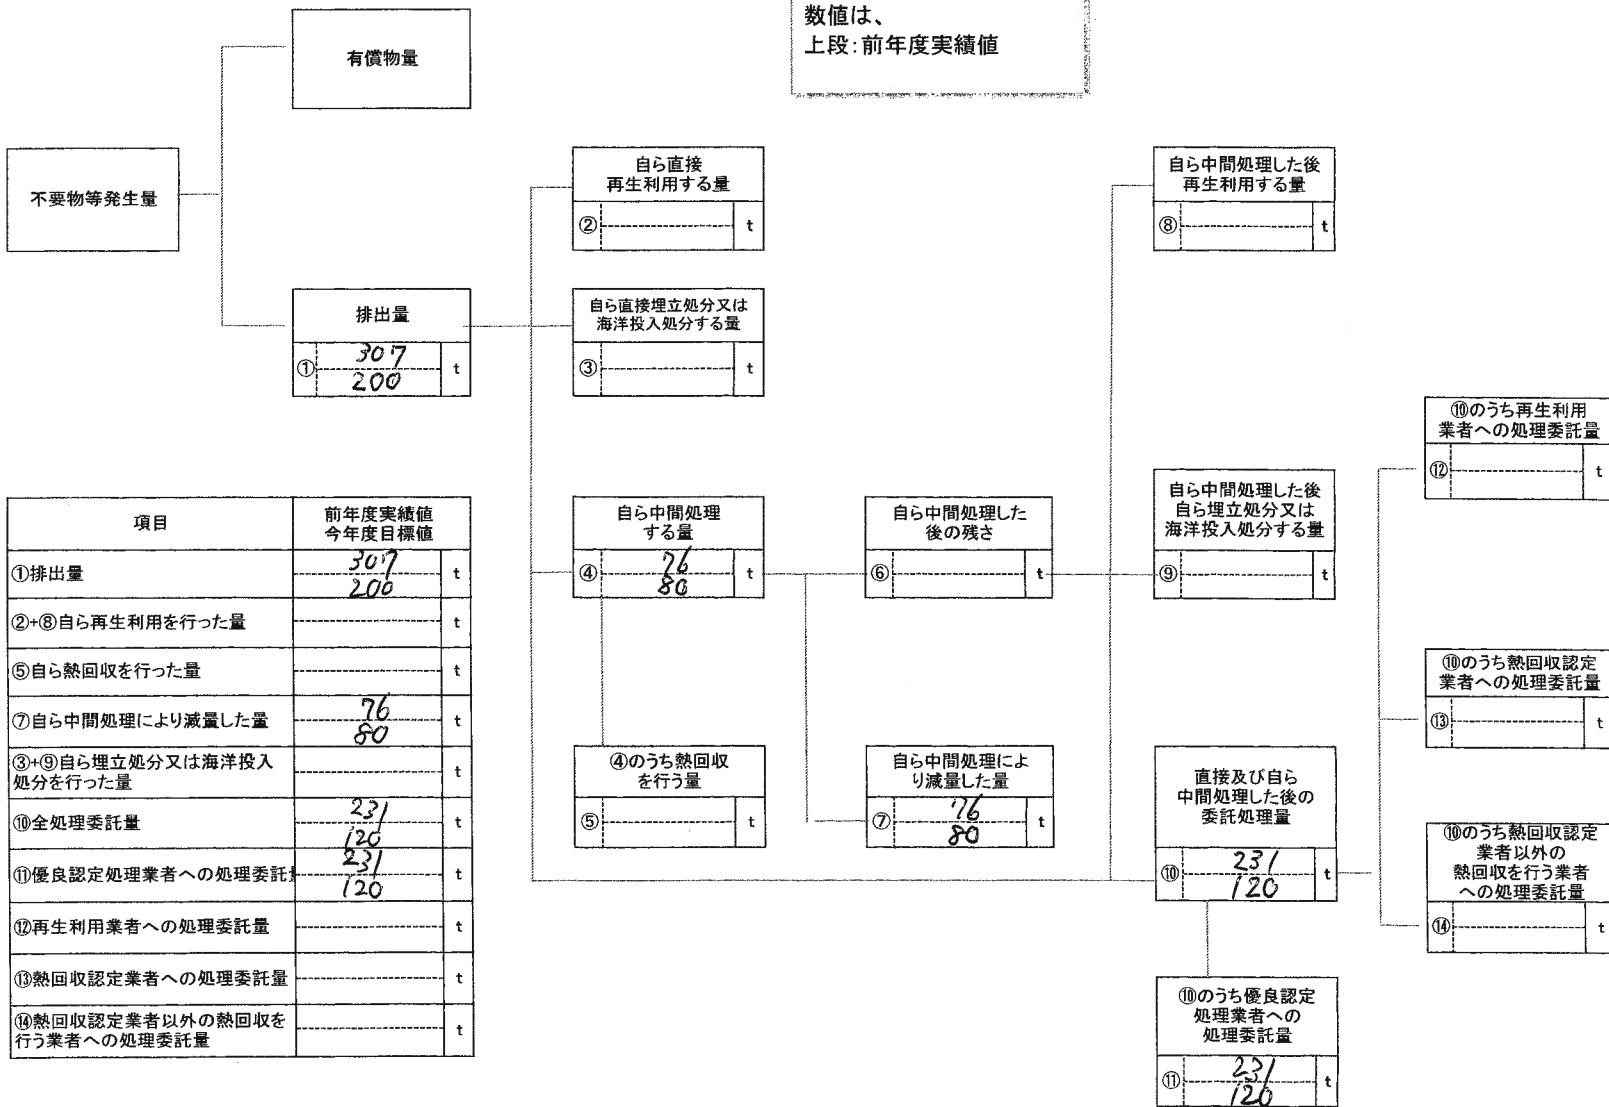 数値は、
上段:前年度実績値
有償物量
不要物等発生量
自ら直接
再生利用する量
② t
自ら中間処理した後
再生利用する量
⑧ t
排出量
① 307 t
200
自ら直接埋立処分又は
海洋投入処分する量
③ t
⑩のうち再生利用
業者への処理委託量
⑫ t
自ら中間処理
する量
④ 76 t
80
自ら中間処理した
後の残さ
⑥ t
自ら中間処理した後
自ら埋立処分又は
海洋投入処分する量
⑨ t
⑩のうち熱回収認定
業者への処理委託量
⑬ t
④のうち熱回収
を行う量
⑤ t
自ら中間処理によ
り減量した量
⑦ 76 t
80
直接及び自ら
中間処理した後の
委託処理量
⑩ 231 t
120
⑩のうち熱回収認定
業者以外の
熱回収を行う業者
への処理委託量
⑭ t
⑩のうち優良認定
処理業者への
処理委託量
⑪ 231 t
120
項目
前年度実績値
今年度目標値
①排出量 307 t
200
②+⑧自ら再生利用を行った量 t
⑤自ら熱回収を行った量 t
⑦自ら中間処理により減量した量 76 t
80
③+⑨自ら埋立処分又は海洋投入
処分を行った量 t
⑩全処理委託量 231 t
120
⑪優良認定処理業者への処理委託 231 t
120
⑫再生利用業者への処理委託量 t
⑬熱回収認定業者への処理委託量 t
⑭熱回収認定業者以外の熱回収を
行う業者への処理委託量 t